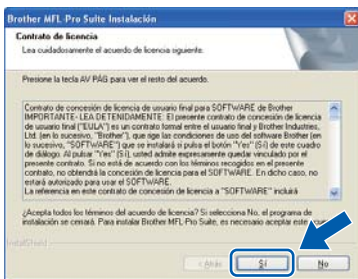 Brother MFL-Pro Suite Instalación
Contrato de licencia
Lea cuidadosamente el acuerdo de licencia siguiente.
Presione la tecla AV PÁG para ver el resto del acuerdo.
Contrato de concesión de licencia de usuario final para SOFTWARE de Brother
IMPORTANTE- LEA DETENIDAMENTE: El presente contrato de concesión de licencia
de usuario final ("EULA") es un contrato formal entre el usuario final y Brother Industries,
Ltd. (en lo sucesivo, "Brother"), que rige las condiciones de uso del software Brother (en
lo sucesivo, "SOFTWARE") que se instalará si pulsa el botón Brother (en
de diálogo. Al pulsar "Yes" (Sí), usted admite expresamente quedar vinculado por el
presente contrato. Si no está de acuerdo con los términos recogidos en el presente
contrato, no obtendrá la concesión de licencia para el SOFTWARE. En dicho caso, no
estará autorizado para usar el SOFTWARE.
La referencia en este contrato de concesión de licencia a "SOFTWARE" incluirá
¿Acepta todos los términos del acuerdo de licencia? Si selecciona No, el programa de
instalación se cerrará. Para instalar Brother MFL-Pro Suite, es necesario aceptar este
InstallShield
< Atrás
Sí
No